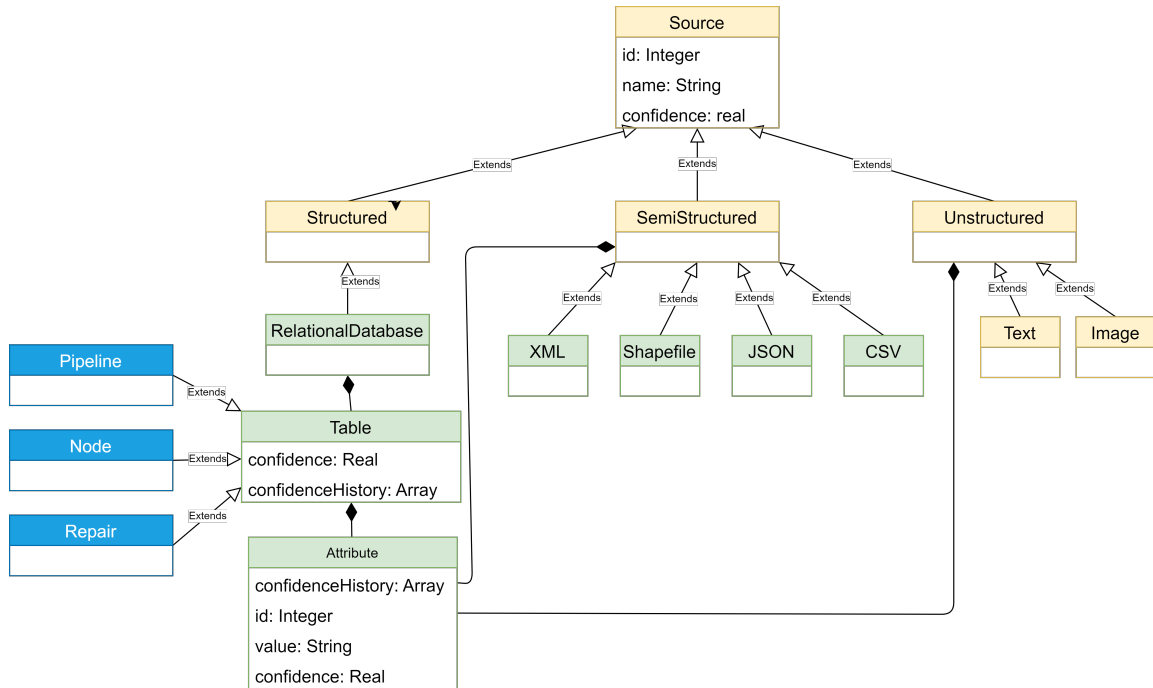 Source
id: Integer
name: String
confidence: real
Extends
Extends
Extends
Structured
SemiStructured
Unstructured
Extends
Extends
Extends
Extends
Extends
Extends
Extends
RelationalDatabase
XML
Shapefile
JSON
CSV
Text
Image
Pipeline
Extends
Table
confidence: Real
confidenceHistory: Array
Node
Extends
Repair
Extends
Attribute
confidenceHistory: Array
id: Integer
value: String
confidence: Real